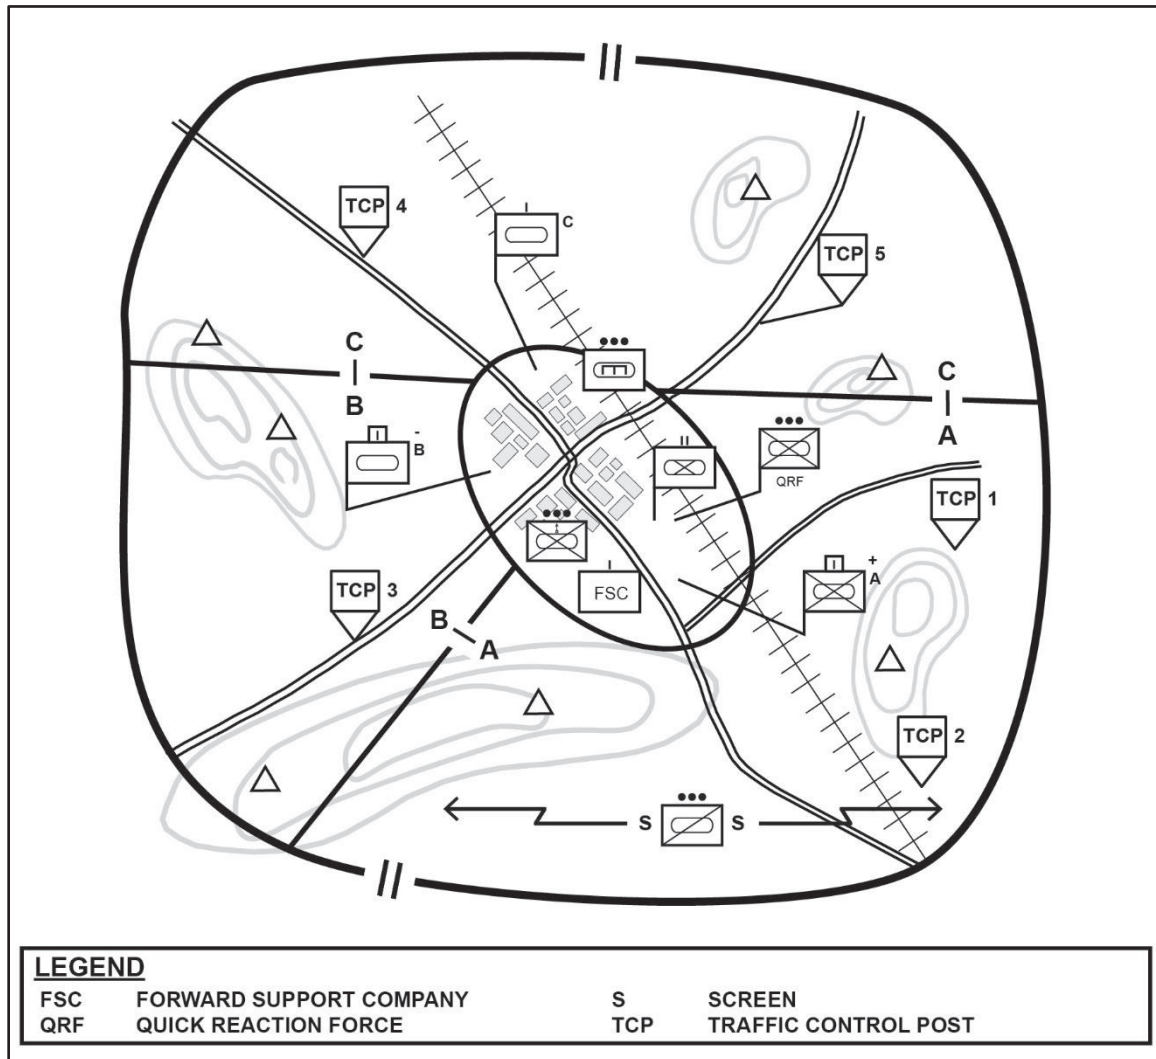 TCP 4
C
TCP 5
C
B
C
A
- B
QRF
TCP 1
+ A
TCP 3
FSC
B
A
TCP 2
S S
LEGEND
FSC FORWARD SUPPORT COMPANY S SCREEN
QRF QUICK REACTION FORCE TCP TRAFFIC CONTROL POST